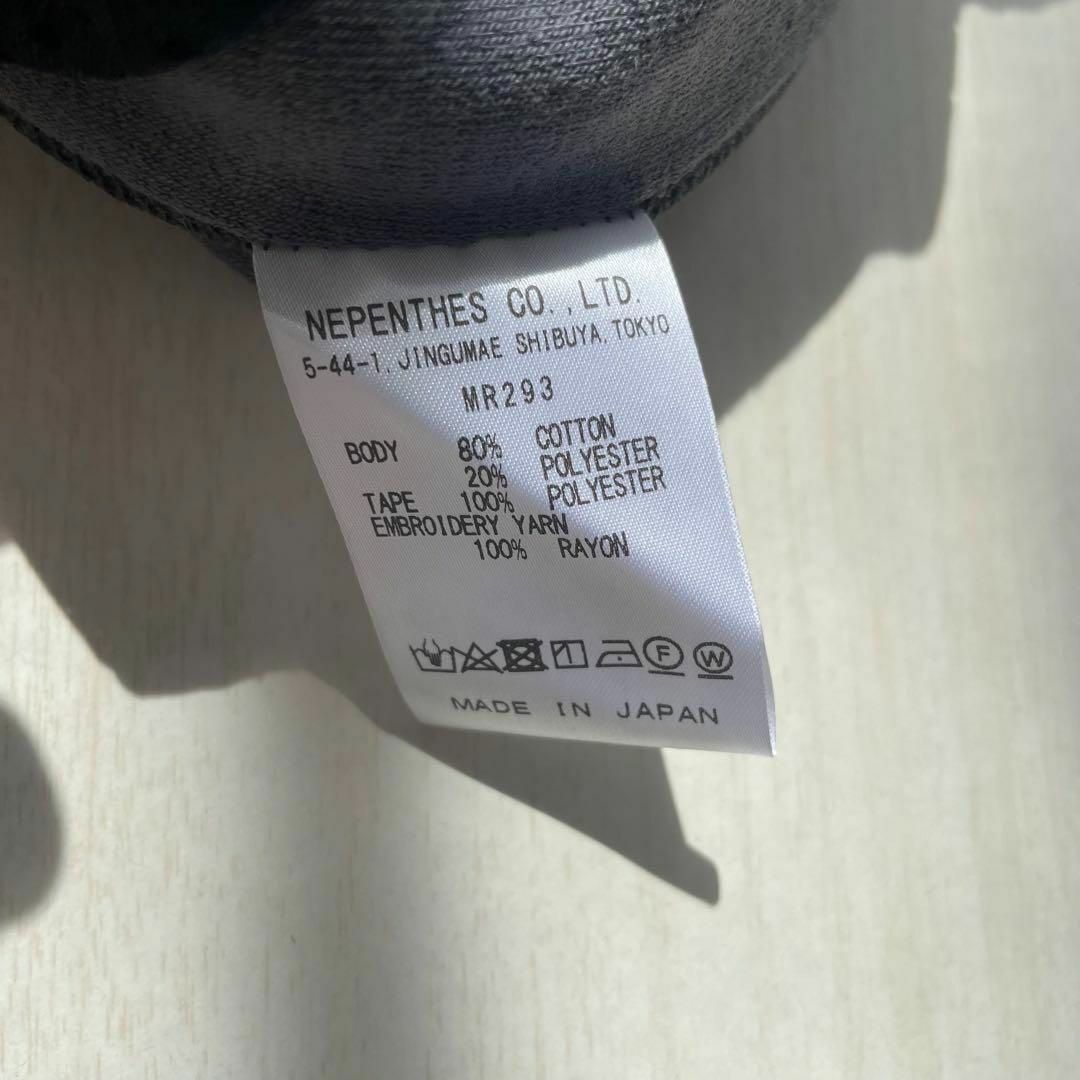 NEPENTHES CO.,LTD.
5-44-1, JINGUMAE SHIBUYA, TOKYO
MR293
BODY 80% COTTON
20% POLYESTER
TAPE 100% POLYESTER
EMBROIDERY YARN
100% RAYON
F W
MADE IN JAPAN